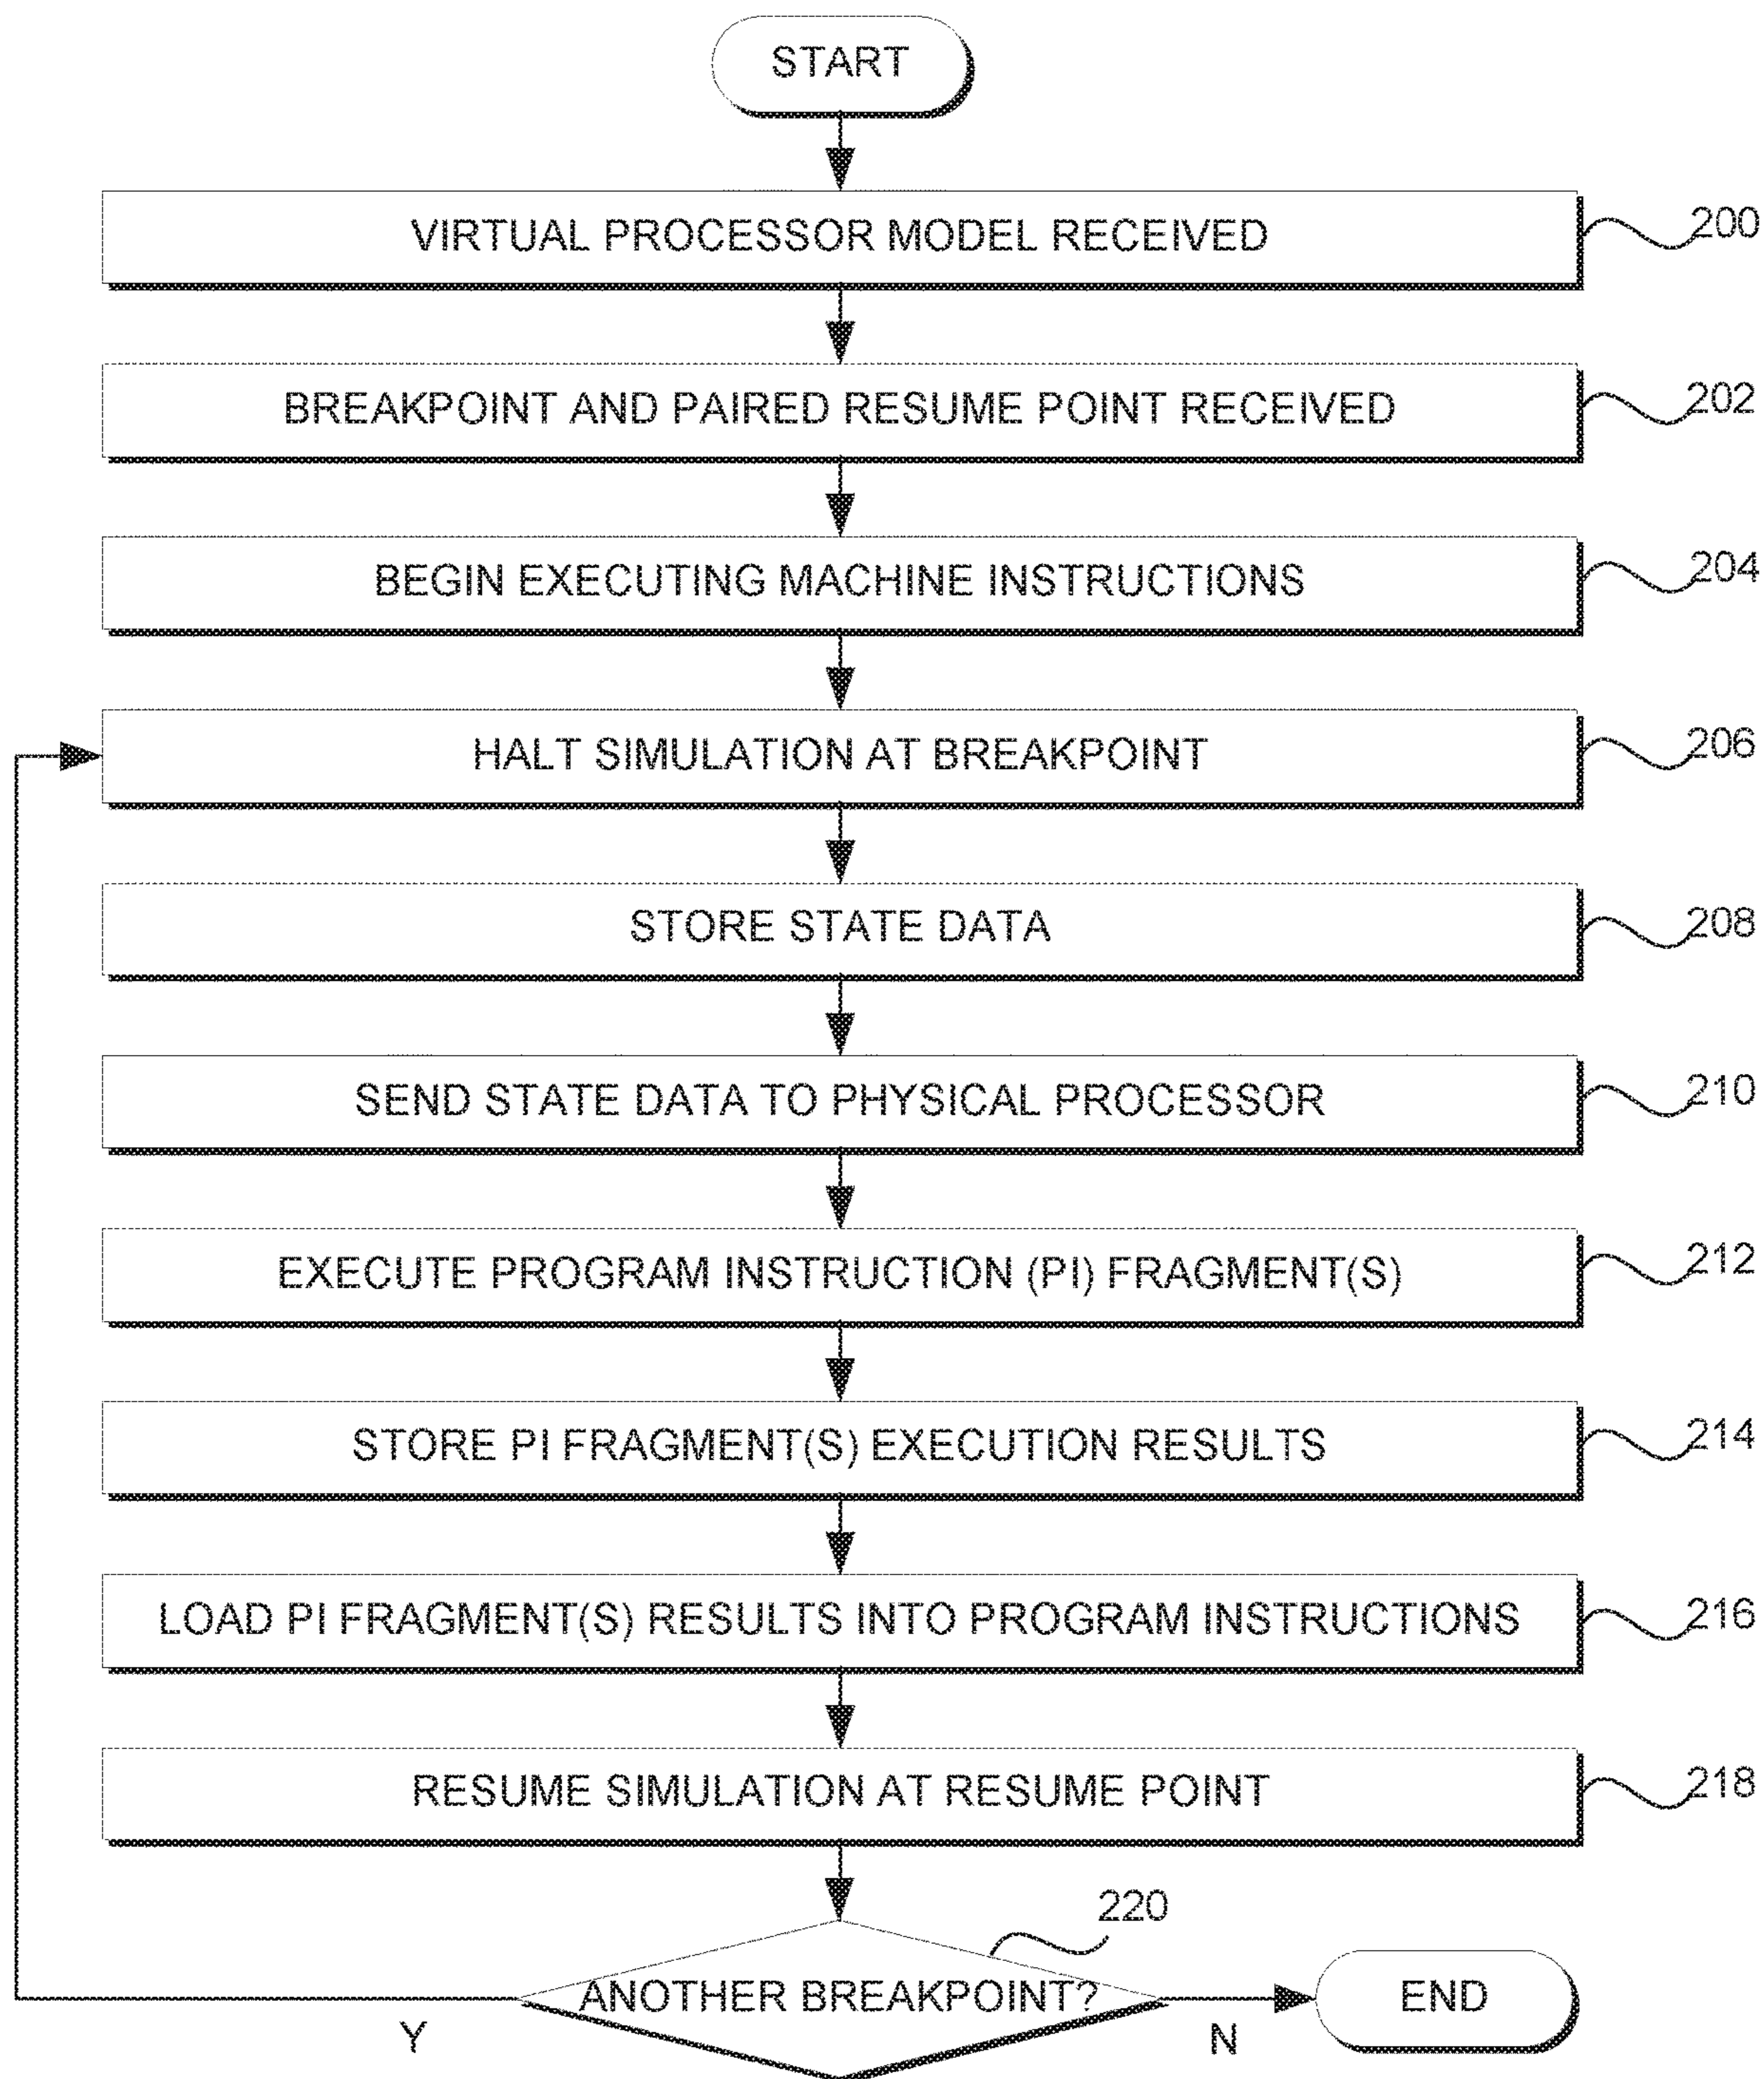 START
VIRTUAL PROCESSOR MODEL RECEIVED
200
BREAKPOINT AND PAIRED RESUME POINT RECEIVED
202
BEGIN EXECUTING MACHINE INSTRUCTIONS
204
HALT SIMULATION AT BREAKPOINT
206
STORE STATE DATA
208
SEND STATE DATA TO PHYSICAL PROCESSOR
210
EXECUTE PROGRAM INSTRUCTION (PI) FRAGMENT(S)
212
STORE PI FRAGMENT(S) EXECUTION RESULTS
214
LOAD PI FRAGMENT(S) RESULTS INTO PROGRAM INSTRUCTIONS
216
RESUME SIMULATION AT RESUME POINT
218
220
ANOTHER BREAKPOINT?
END
Y
N